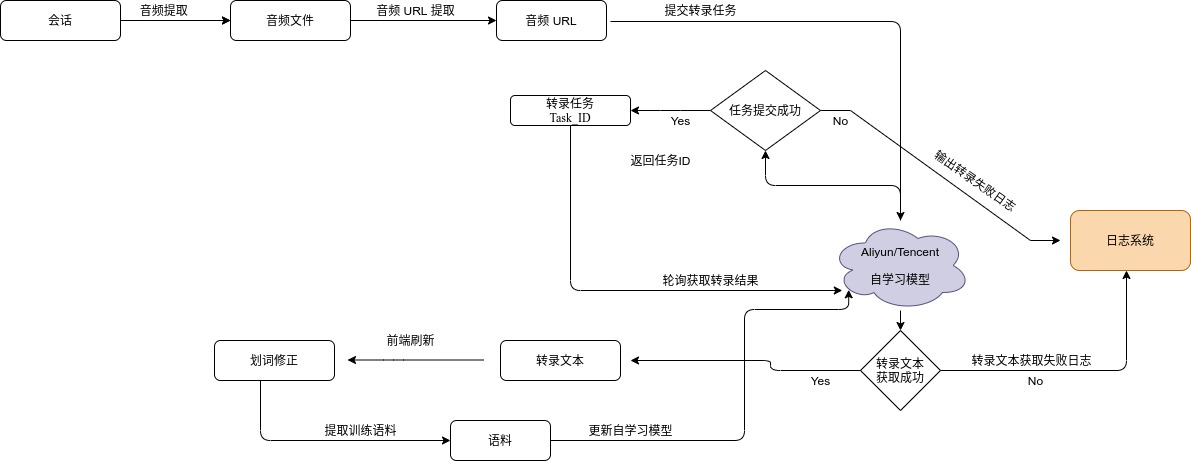 会话
音频提取
音频文件
音频 URL 提取
音频 URL
提交转录任务
转录任务
Task_ID
Yes
任务提交成功
No
返回任务ID
输出转录失败日志
日志系统
Aliyun/Tencent
自学习模型
轮询获取转录结果
划词修正
前端刷新
转录文本
Yes
转录文本
获取成功
转录文本获取失败日志
No
提取训练语料
语料
更新自学习模型